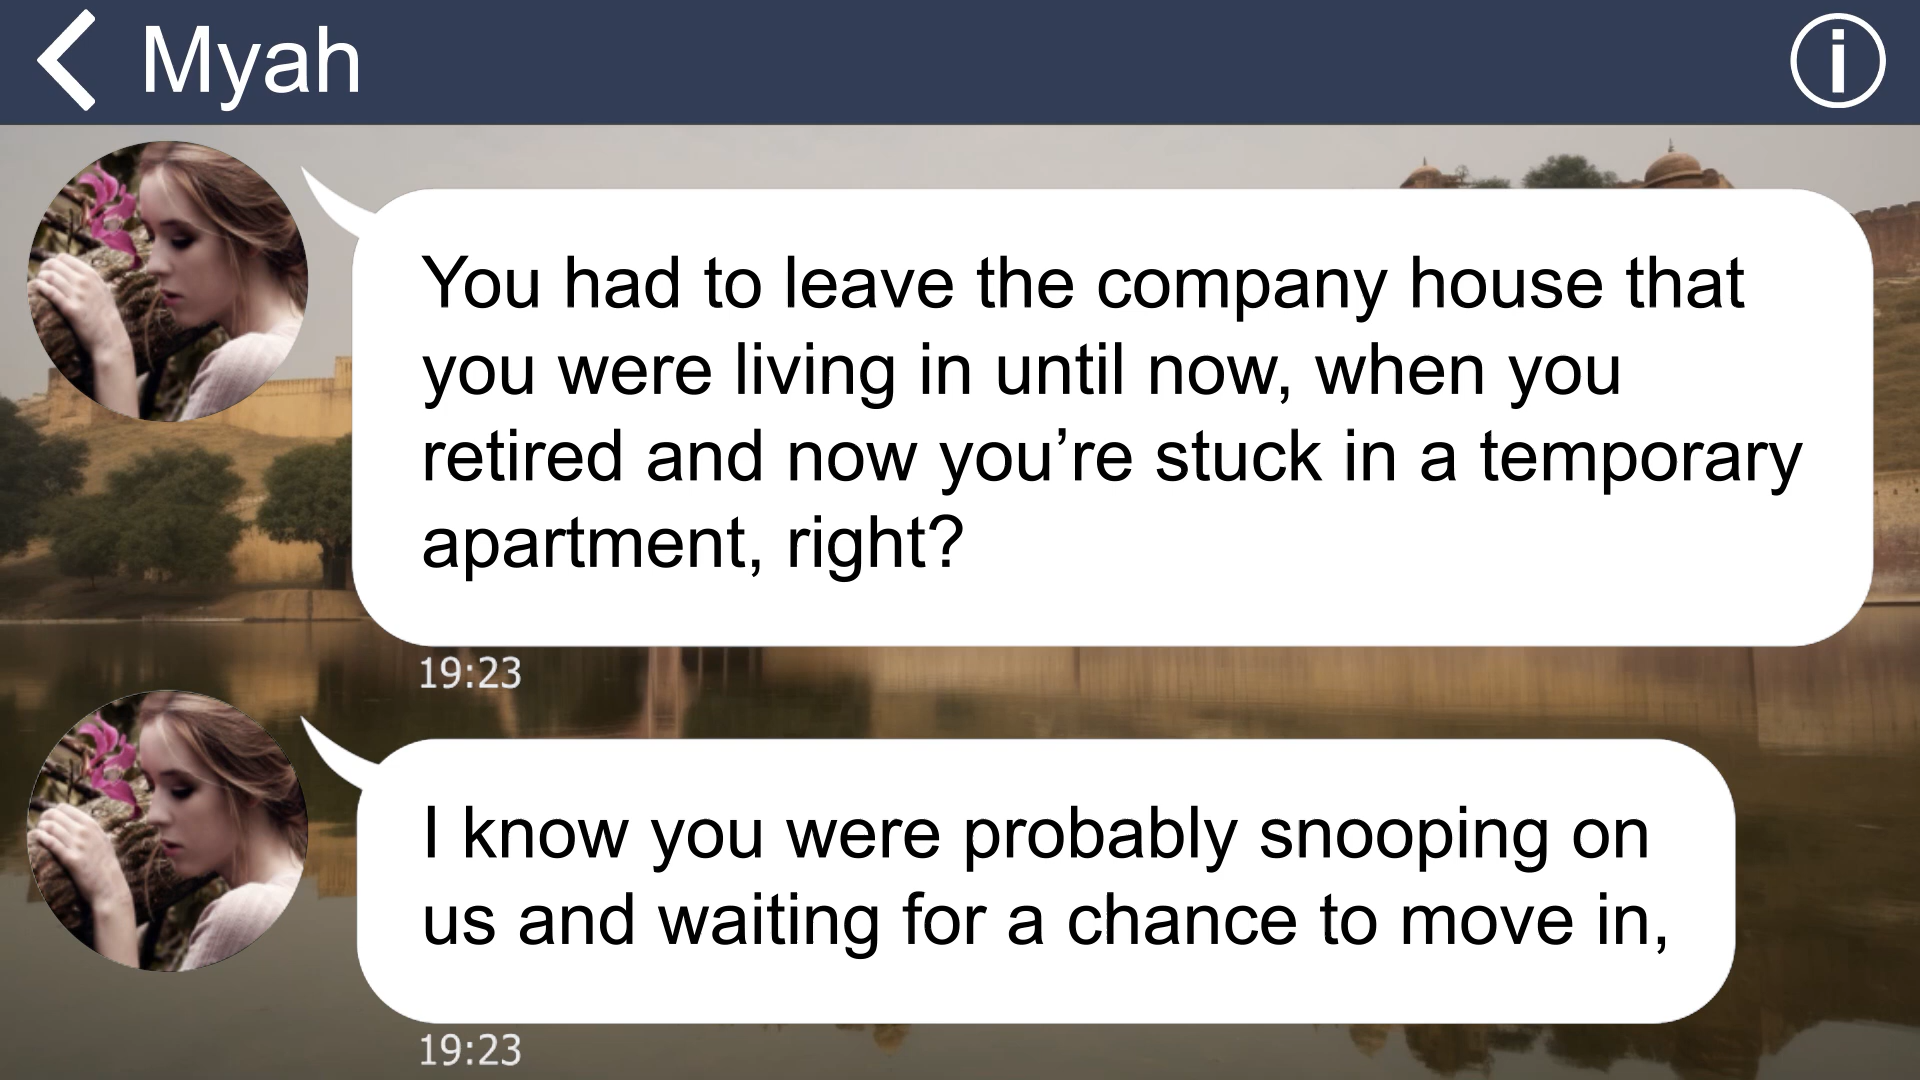 Myah
You had to leave the company house that
you were living in until now, when you
retired and now you’re stuck in a temporary
apartment, right?
19:23
I know you were probably snooping on
us and waiting for a chance to move in,
19:23